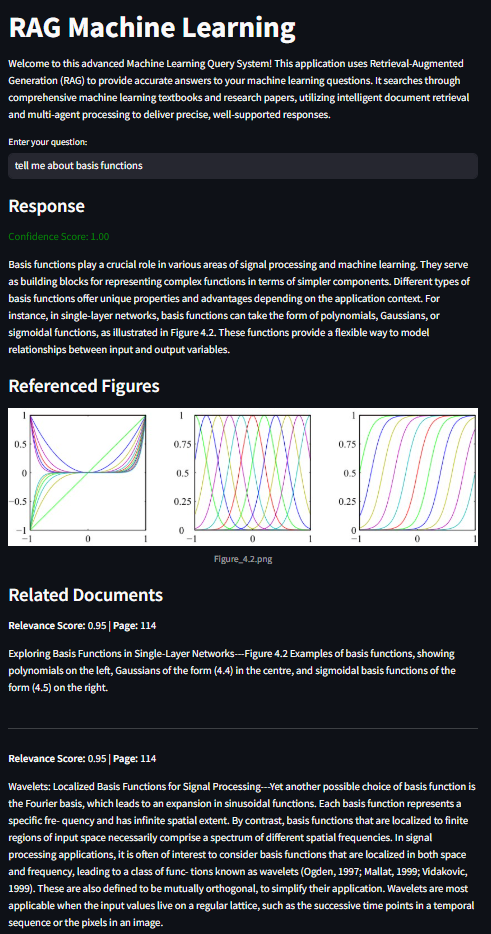 RAG Machine Learning
Welcome to this advanced Machine Learning Query System! This application uses Retrieval-Augmented
Generation (RAG) to provide accurate answers to your machine learning questions. It searches through
comprehensive machine learning textbooks and research papers, utilizing intelligent document retrieval
and multi-agent processing to deliver precise, well-supported responses.
Enter your question:
tell me about basis functions
Response
Confidence Score: 1.00
Basis functions play a crucial role in various areas of signal processing and machine learning. They serve
as building blocks for representing complex functions in terms of simpler components. Different types of
basis functions offer unique properties and advantages depending on the application context. For
instance, in single-layer networks, basis functions can take the form of polynomials, Gaussians, or
sigmoidal functions, as illustrated in Figure 4.2. These functions provide a flexible way to model
relationships between input and output variables.
Referenced Figures
1
0.5
0
−0.5
−1
−1 0 1
1
0.75
0.5
0.25
0
−1 0 1
1
0.75
0.5
0.25
0
−1 0 1
Figure_4.2.png
Related Documents
Relevance Score: 0.95 | Page: 114
Exploring Basis Functions in Single-Layer Networks---Figure 4.2 Examples of basis functions, showing
polynomials on the left, Gaussians of the form (4.4) in the centre, and sigmoidal basis functions of the
form (4.5) on the right.
Relevance Score: 0.95 | Page: 114
Wavelets: Localized Basis Functions for Signal Processing---Yet another possible choice of basis function is
the Fourier basis, which leads to an expansion in sinusoidal functions. Each basis function represents a
specific fre- quency and has infinite spatial extent. By contrast, basis functions that are localized to finite
regions of input space necessarily comprise a spectrum of different spatial frequencies. In signal
processing applications, it is often of interest to consider basis functions that are localized in both space
and frequency, leading to a class of func- tions known as wavelets (Ogden, 1997; Mallat, 1999; Vidakovic,
1999). These are also defined to be mutually orthogonal, to simplify their application. Wavelets are most
applicable when the input values live on a regular lattice, such as the successive time points in a temporal
sequence or the pixels in an image.